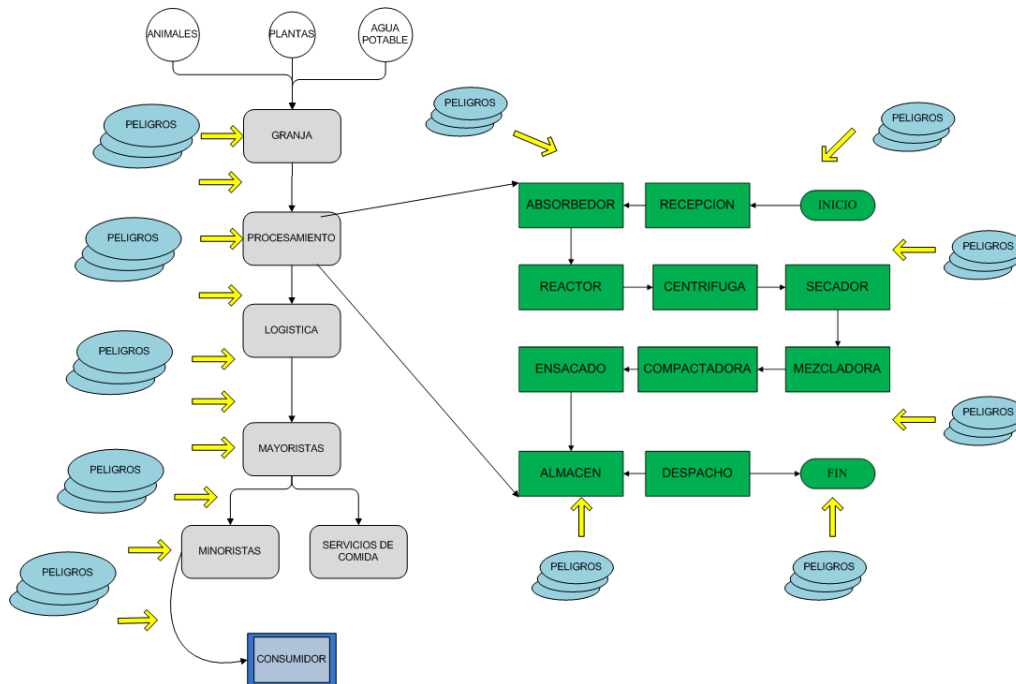 ANIMALES
PLANTAS
AGUA
POTABLE
PELIGROS
GRANJA
PELIGROS
PROCESAMIENTO
PELIGROS
LOGISTICA
PELIGROS
MAYORISTAS
PELIGROS
MINORISTAS
SERVICIOS DE
COMIDA
CONSUMIDOR
PELIGROS
PELIGROS
ABSORBEDOR
RECEPCION
INICIO
PELIGROS
REACTOR
CENTRIFUGA
SECADOR
ENSACADO
COMPACTADORA
MEZCLADORA
PELIGROS
ALMACEN
DESPACHO
FIN
PELIGROS
PELIGROS